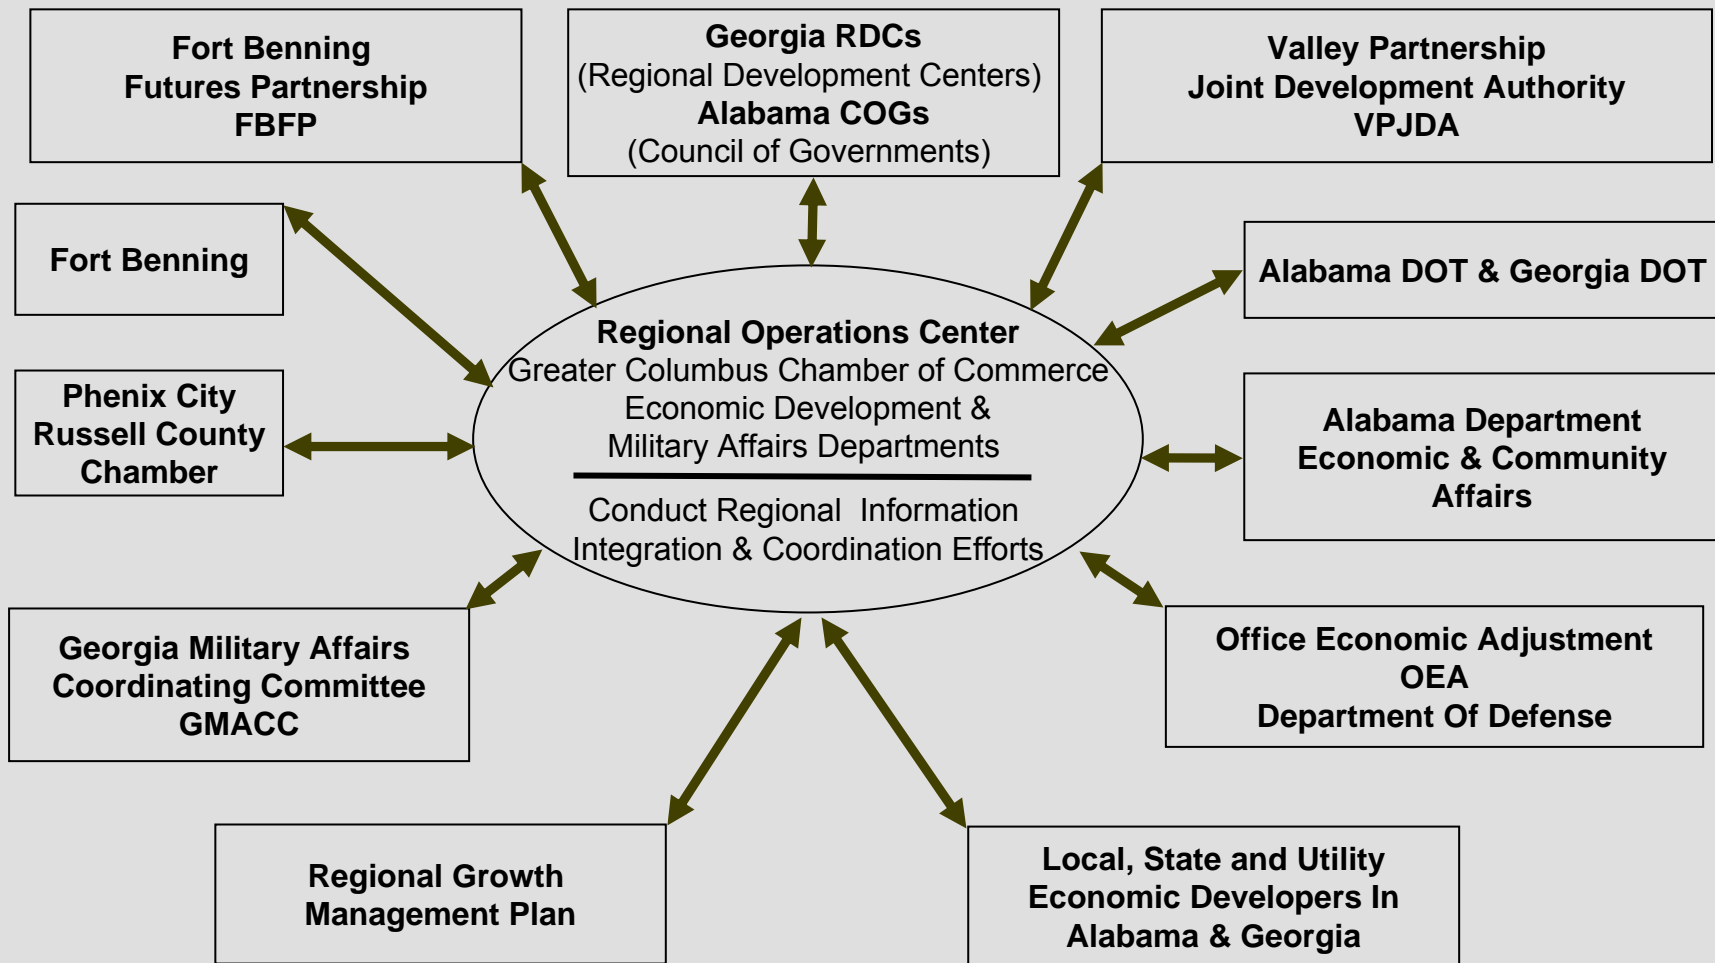 Fort Benning
Futures Partnership
FBFP
Georgia RDCs
(Regional Development Centers)
Alabama COGs
(Council of Governments)
Valley Partnership
Joint Development Authority
VPJDA
Fort Benning
Alabama DOT & Georgia DOT
Regional Operations Center
Greater Columbus Chamber of Commerce
Economic Development &
Military Affairs Departments
Conduct Regional Information
Integration & Coordination Efforts
Phenix City
Russell County
Chamber
Alabama Department
Economic & Community
Affairs
Georgia Military Affairs
Coordinating Committee
GMACC
Office Economic Adjustment
OEA
Department Of Defense
Regional Growth
Management Plan
Local, State and Utility
Economic Developers In
Alabama & Georgia